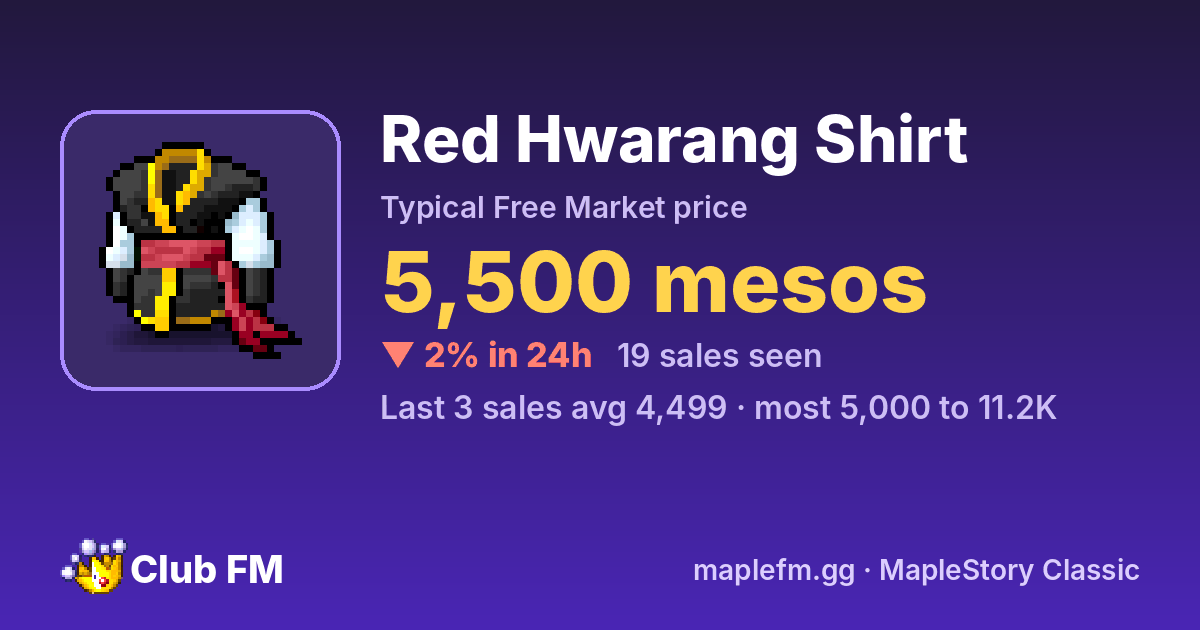 Red Hwarang Shirt
Typical Free Market price
5,500 mesos
▼ 2% in 24h 19 sales seen
Last 3 sales avg 4,499 · most 5,000 to 11.2K
Club FM
maplefm.gg · MapleStory Classic